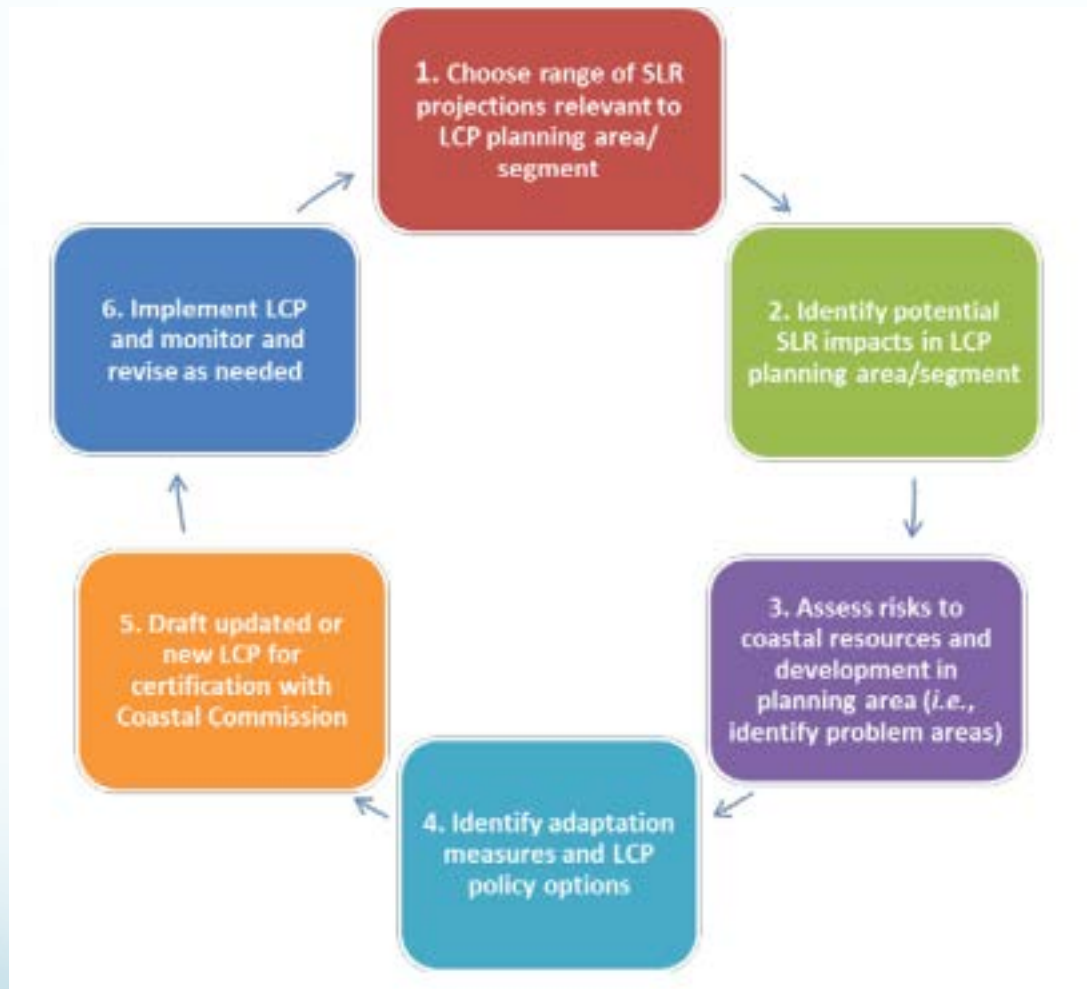 1. Choose range of SLR
projections relevant to
LCP planning area/
segment
2. Identify potential
SLR impacts in LCP
planning area/segment
3. Assess risks to
coastal resources and
development in
planning area (i.e.,
identify problem areas)
4. Identify adaptation
measures and LCP
policy options
5. Draft updated or
new LCP for
certification with
Coastal Commission
6. Implement LCP
and monitor and
revise as needed